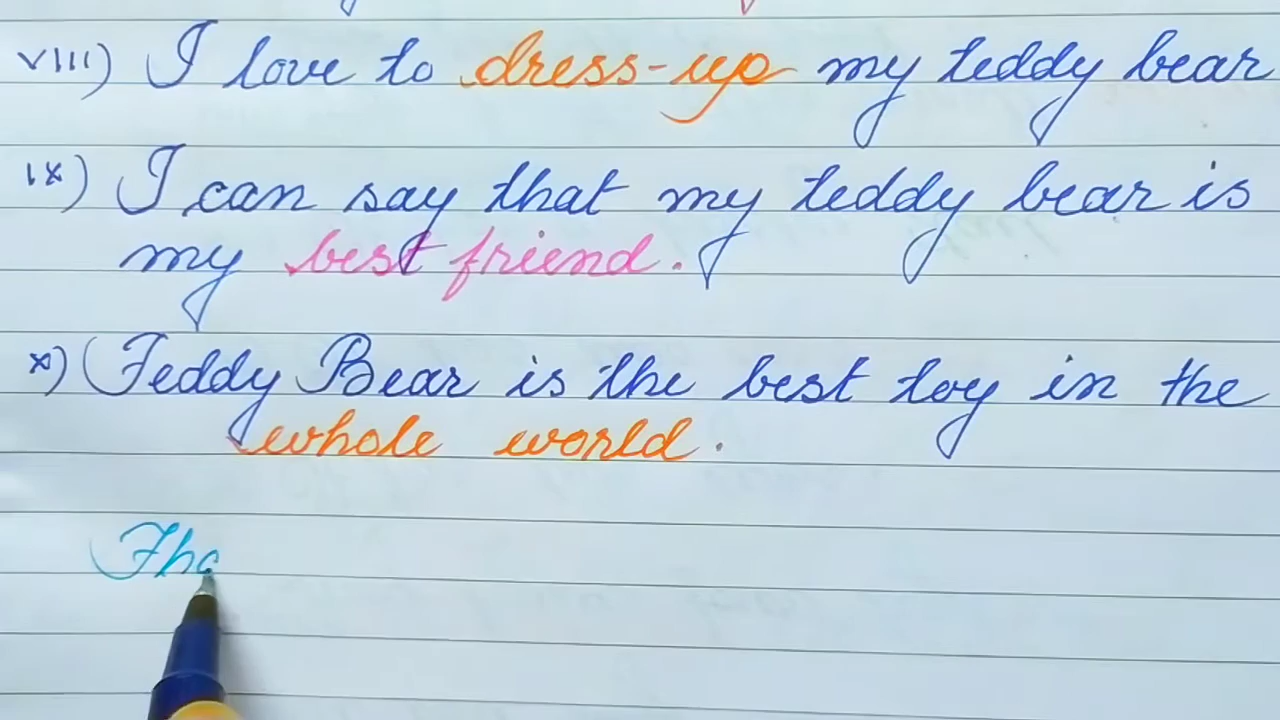 viii) I love to dress-up my teddy bear
ix) I can say that my teddy bear is
my best friend.
x) Teddy Bear is the best toy in the
whole world.
Tha